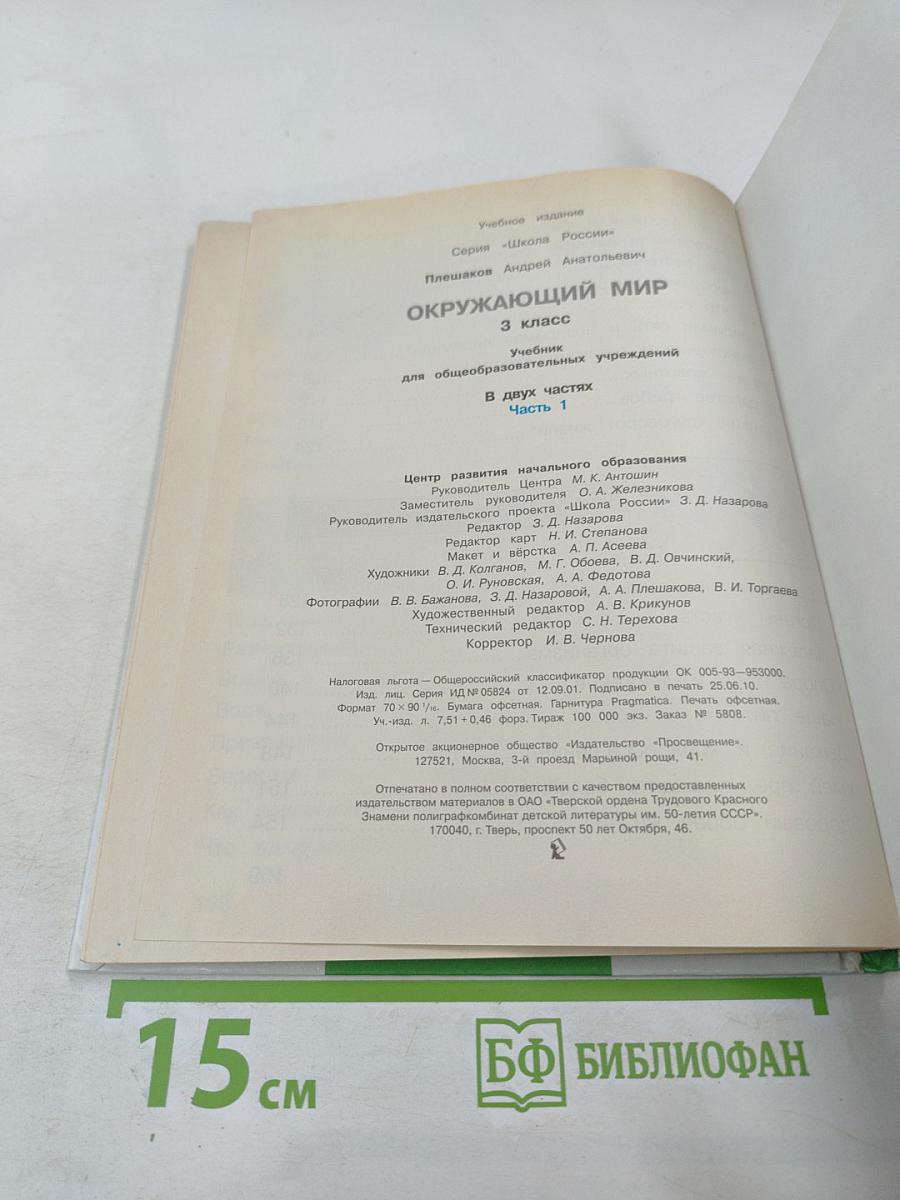 Учебное издание
Серия «Школа России»
Плешаков Андрей Анатольевич
ОКРУЖАЮЩИЙ МИР
3 класс
Учебник
для общеобразовательных учреждений
В двух частях
Часть 1
Центр развития начального образования
Руководитель Центра М. К. Антошин
Заместитель руководителя О. А. Железникова
Руководитель издательского проекта «Школа России» З. Д. Назарова
Редактор З. Д. Назарова
Редактор карт Н. И. Степанова
Макет и вёрстка А. П. Асеева
Художники В. Д. Колганов, М. Г. Обоева, В. Д. Овчинский,
О. И. Руновская, А. А. Федотова
Фотографии В. В. Бажанова, З. Д. Назаровой, А. А. Плешакова, В. И. Торгаева
Художественный редактор А. В. Крикунов
Технический редактор С. Н. Терехова
Корректор И. В. Чернова
Налоговая льгота — Общероссийский классификатор продукции ОК 005-93—953000.
Изд. лиц. Серия ИД № 05824 от 12.09.01. Подписано в печать 25.06.10.
Формат 70 × 90 1/16. Бумага офсетная. Гарнитура Pragmatica. Печать офсетная.
Уч.-изд. л. 7,51 + 0,46 форз. Тираж 100 000 экз. Заказ № 5808.
Открытое акционерное общество «Издательство «Просвещение».
127521, Москва, 3-й проезд Марьиной рощи, 41.
Отпечатано в полном соответствии с качеством предоставленных
издательством материалов в ОАО «Тверской ордена Трудового Красного
Знамени полиграфкомбинат детской литературы им. 50-летия СССР».
170040, г. Тверь, проспект 50 лет Октября, 46.
15 см
БФ БИБЛИОФАН